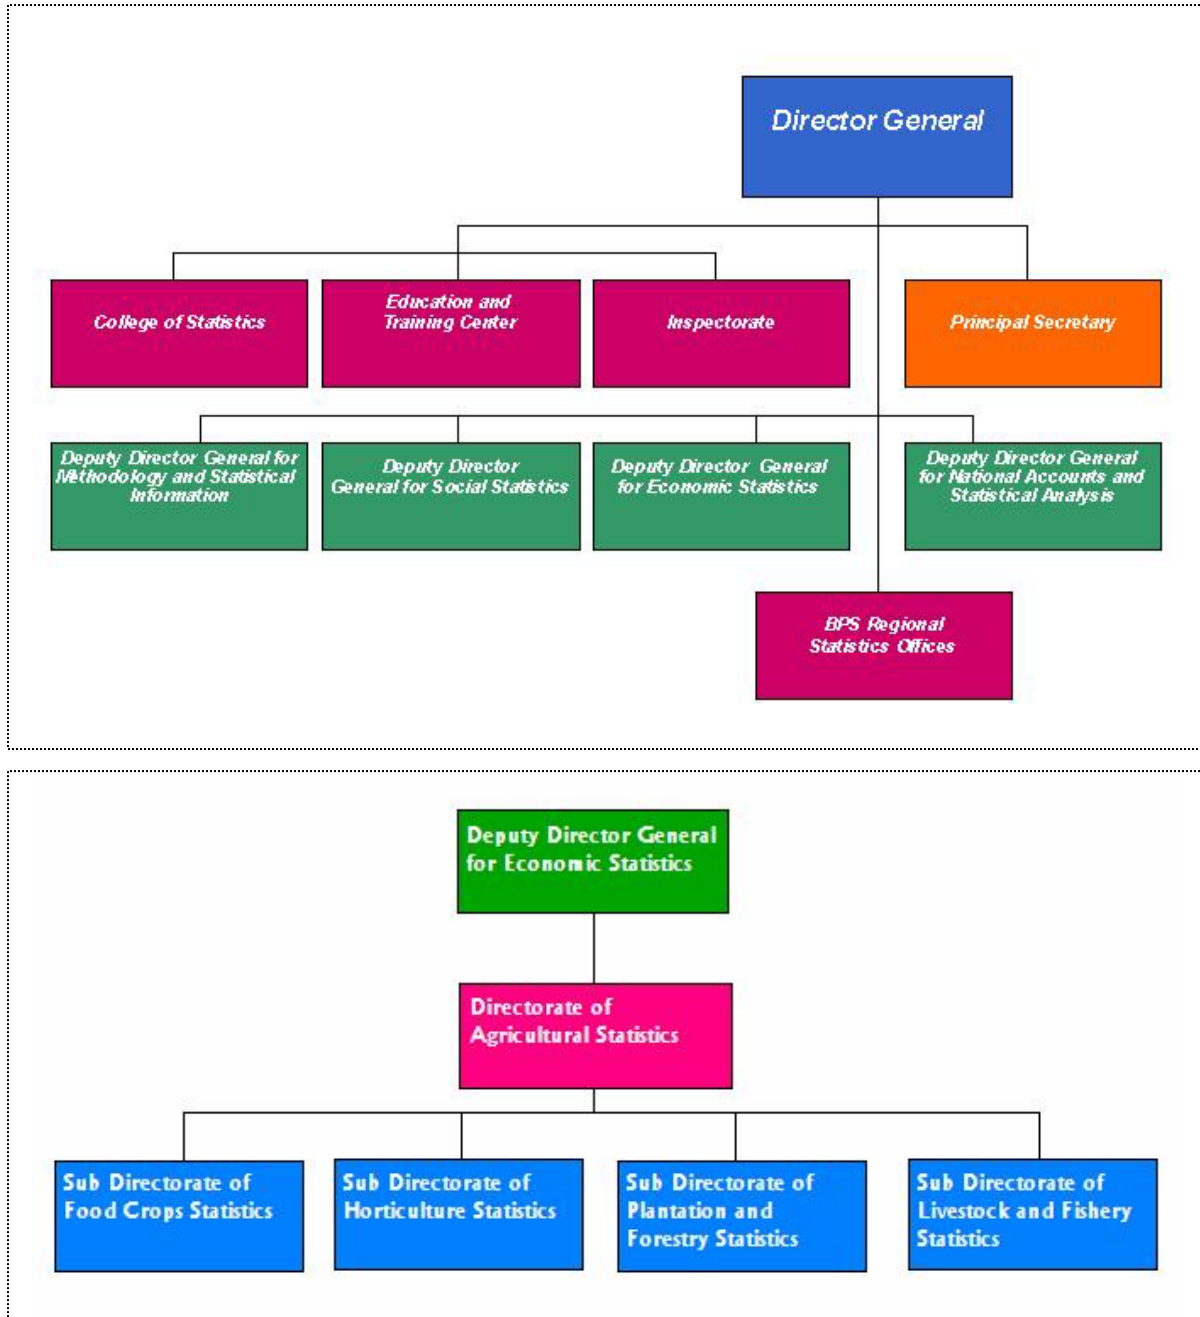 Director General
College of Statistics
Education and
Training Center
Inspectorate
Principal Secretary
Deputy Director General for
Methodology and Statistical
Information
Deputy Director
General for Social Statistics
Deputy Director General
for Economic Statistics
Deputy Director General
for National Accounts and
Statistical Analysis
BPS Regional
Statistics Offices
Deputy Director General
for Economic Statistics
Directorate of
Agricultural Statistics
Sub Directorate of
Food Crops Statistics
Sub Directorate of
Horticulture Statistics
Sub Directorate of
Plantation and
Forestry Statistics
Sub Directorate of
Livestock and Fishery
Statistics